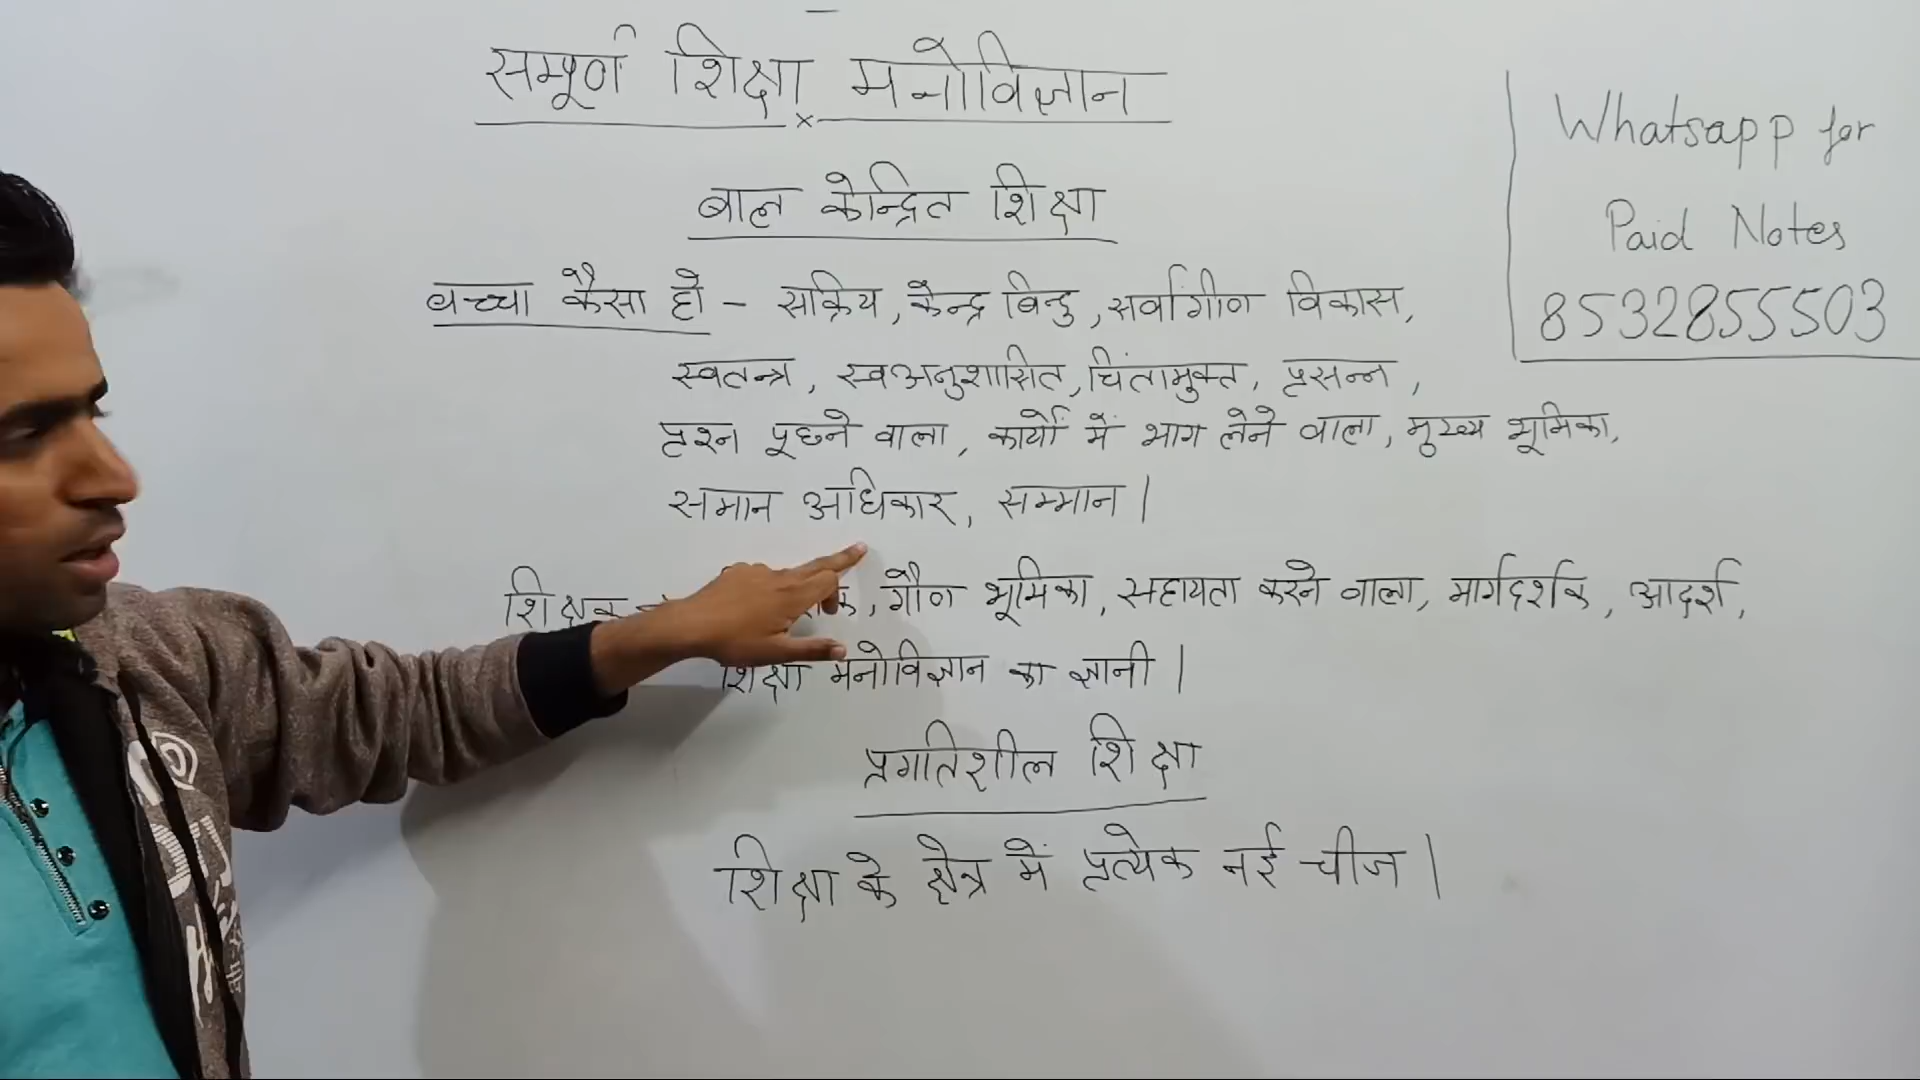 सम्पूर्ण शिक्षा मनोविज्ञान
बाल केन्द्रित शिक्षा
बच्चा कैसा हो - सक्रिय, केन्द्र बिन्दु, सर्वांगीण विकास,
स्वतन्त्र, स्वअनुशासित, चिंतामुक्त, प्रसन्न,
प्रश्न पूछने वाला, कार्यों में भाग लेने वाला, मुख्य भूमिका,
समान अधिकार, सम्मान।
शिक्षक गौण भूमिका, सहायता करने वाला, मार्गदर्शक, आदर्श,
शिक्षा मनोविज्ञान का ज्ञानी।
प्रगतिशील शिक्षा
शिक्षा के क्षेत्र में प्रत्येक नई चीज।
Whatsapp for
Paid Notes
8532855503